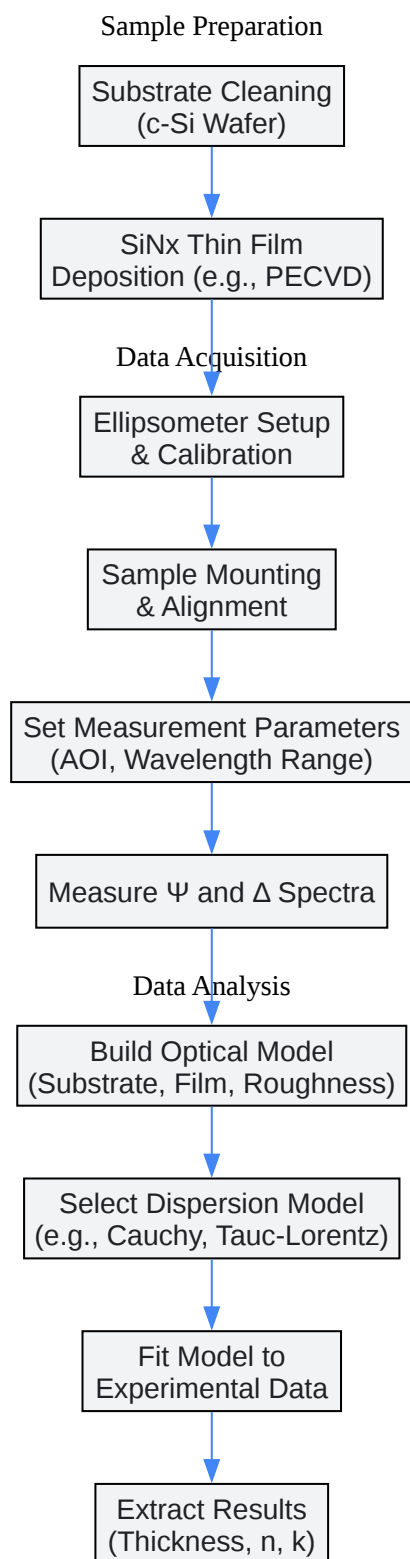 Sample Preparation
Substrate Cleaning
(c-Si Wafer)
SiNx Thin Film
Deposition (e.g., PECVD)
Data Acquisition
Ellipsometer Setup
& Calibration
Sample Mounting
& Alignment
Set Measurement Parameters
(AOI, Wavelength Range)
Measure Ψ and Δ Spectra
Data Analysis
Build Optical Model
(Substrate, Film, Roughness)
Select Dispersion Model
(e.g., Cauchy, Tauc-Lorentz)
Fit Model to
Experimental Data
Extract Results
(Thickness, n, k)